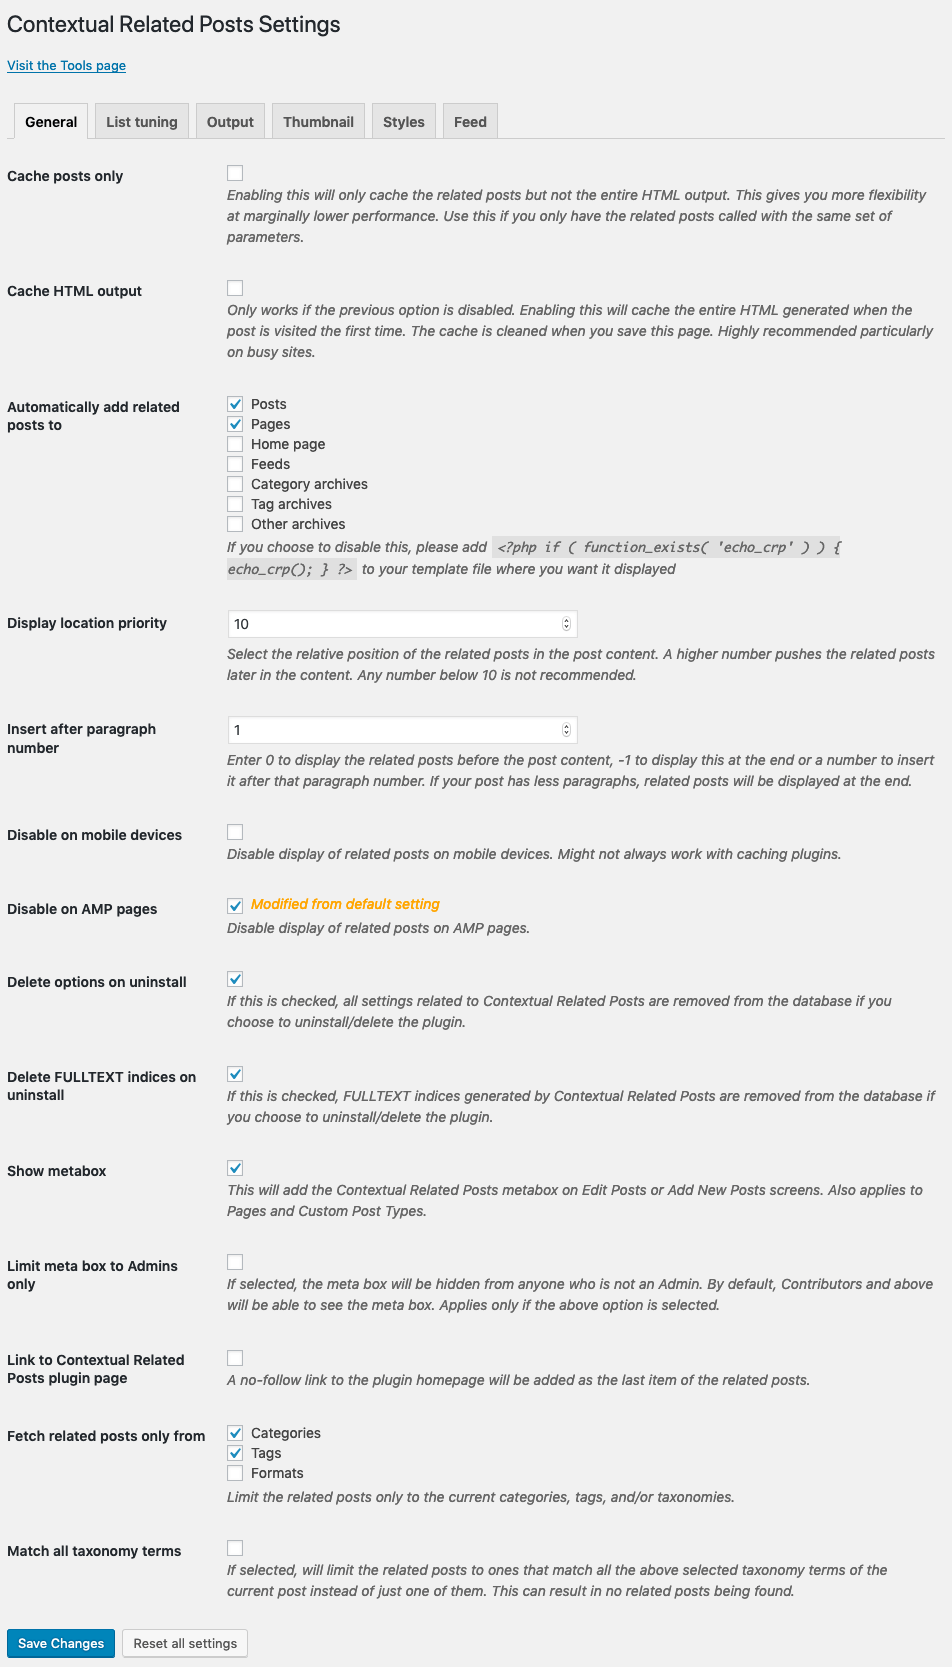 Contextual Related Posts Settings
Visit the Tools page
General
List tuning
Output
Thumbnail
Styles
Feed
Cache posts only
Enabling this will only cache the related posts but not the entire HTML output. This gives you more flexibility
at marginally lower performance. Use this if you only have the related posts called with the same set of
parameters.
Cache HTML output
Only works if the previous option is disabled. Enabling this will cache the entire HTML generated when the
post is visited the first time. The cache is cleaned when you save this page. Highly recommended particularly
on busy sites.
Automatically add related
posts to
Posts
Pages
Home page
Feeds
Category archives
Tag archives
Other archives
If you choose to disable this, please add <?php if ( function_exists( 'echo_crp' ) ) {
echo_crp(); } ?> to your template file where you want it displayed
Display location priority
10
Select the relative position of the related posts in the post content. A higher number pushes the related posts
later in the content. Any number below 10 is not recommended.
Insert after paragraph
number
1
Enter 0 to display the related posts before the post content, -1 to display this at the end or a number to insert
it after that paragraph number. If your post has less paragraphs, related posts will be displayed at the end.
Disable on mobile devices
Disable display of related posts on mobile devices. Might not always work with caching plugins.
Disable on AMP pages
Modified from default setting
Disable display of related posts on AMP pages.
Delete options on uninstall
If this is checked, all settings related to Contextual Related Posts are removed from the database if you
choose to uninstall/delete the plugin.
Delete FULLTEXT indices on
uninstall
If this is checked, FULLTEXT indices generated by Contextual Related Posts are removed from the database if
you choose to uninstall/delete the plugin.
Show metabox
This will add the Contextual Related Posts metabox on Edit Posts or Add New Posts screens. Also applies to
Pages and Custom Post Types.
Limit meta box to Admins
only
If selected, the meta box will be hidden from anyone who is not an Admin. By default, Contributors and above
will be able to see the meta box. Applies only if the above option is selected.
Link to Contextual Related
Posts plugin page
A no-follow link to the plugin homepage will be added as the last item of the related posts.
Fetch related posts only from
Categories
Tags
Formats
Limit the related posts only to the current categories, tags, and/or taxonomies.
Match all taxonomy terms
If selected, will limit the related posts to ones that match all the above selected taxonomy terms of the
current post instead of just one of them. This can result in no related posts being found.
Save Changes
Reset all settings